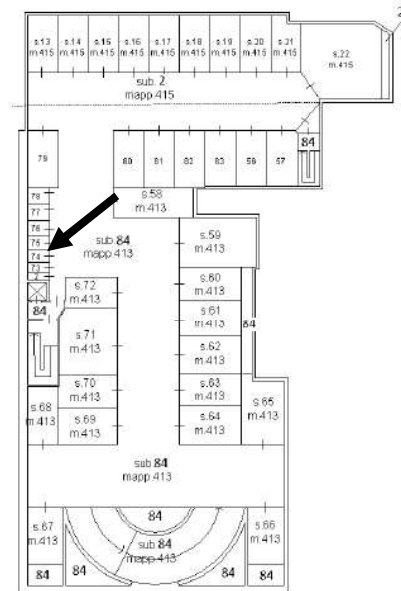 s.13 s.14 s.15 s.16 s.17 s.18 s.19 s.20 s.21
m.415 m.415 m.415 m.415 m.415 m.415 m.415 m.415 m.415
s.22
m.415
2
sub. 2
mapp.415
84
79 80 81 82 83 56 57
78
77
76
75
74
73
2
s.58
m.413
sub.84
mapp.413
s.59
m.413
s.72
m.413
s.60
m.413
84
s.71
m.413
s.61
m.413
s.62
m.413
84
s.70
m.413
s.63
m.413
s.68
m.413
s.69
m.413
s.64
m.413
s.65
m.413
sub.84
mapp.413
s.67
m.413
84
s.66
m.413
sub.84
mapp.413
84 84 84 84